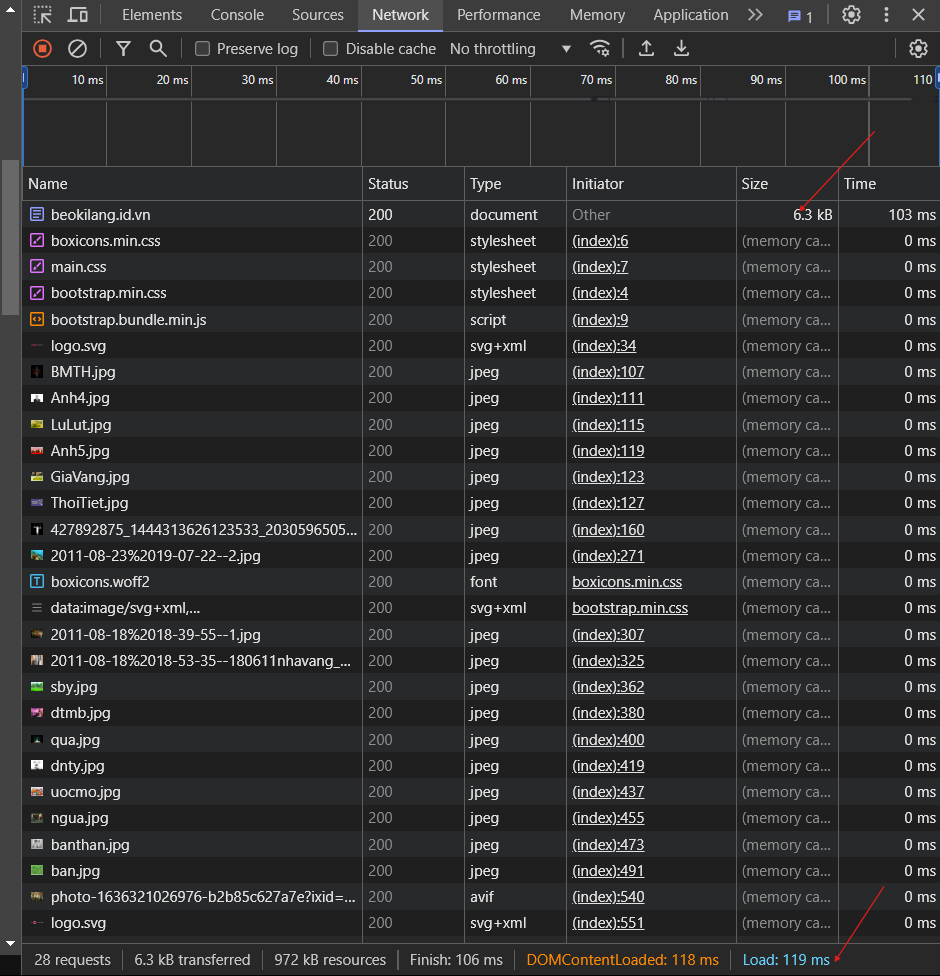 Elements Console Sources Network Performance Memory Application 1
Preserve log Disable cache No throttling
10 ms 20 ms 30 ms 40 ms 50 ms 60 ms 70 ms 80 ms 90 ms 100 ms 110
Name Status Type Initiator Size Time
beokilang.id.vn 200 document Other 6.3 kB 103 ms
boxicons.min.css 200 stylesheet (index):6 (memory ca... 0 ms
main.css 200 stylesheet (index):7 (memory ca... 0 ms
bootstrap.min.css 200 stylesheet (index):4 (memory ca... 0 ms
bootstrap.bundle.min.js 200 script (index):9 (memory ca... 0 ms
logo.svg 200 svg+xml (index):34 (memory ca... 0 ms
BMTH.jpg 200 jpeg (index):107 (memory ca... 0 ms
Anh4.jpg 200 jpeg (index):111 (memory ca... 0 ms
LuLut.jpg 200 jpeg (index):115 (memory ca... 0 ms
Anh5.jpg 200 jpeg (index):119 (memory ca... 0 ms
GiaVang.jpg 200 jpeg (index):123 (memory ca... 0 ms
ThoiTiet.jpg 200 jpeg (index):127 (memory ca... 0 ms
427892875_1444313626123533_2030596505... 200 jpeg (index):160 (memory ca... 0 ms
2011-08-23%2019-07-22--2.jpg 200 jpeg (index):271 (memory ca... 0 ms
boxicons.woff2 200 font boxicons.min.css (memory ca... 0 ms
data:image/svg+xml,... 200 svg+xml bootstrap.min.css (memory ca... 0 ms
2011-08-18%2018-39-55--1.jpg 200 jpeg (index):307 (memory ca... 0 ms
2011-08-18%2018-53-35--180611nhavang_... 200 jpeg (index):325 (memory ca... 0 ms
sby.jpg 200 jpeg (index):362 (memory ca... 0 ms
dtmb.jpg 200 jpeg (index):380 (memory ca... 0 ms
qua.jpg 200 jpeg (index):400 (memory ca... 0 ms
dnty.jpg 200 jpeg (index):419 (memory ca... 0 ms
uocmo.jpg 200 jpeg (index):437 (memory ca... 0 ms
ngua.jpg 200 jpeg (index):455 (memory ca... 0 ms
banthan.jpg 200 jpeg (index):473 (memory ca... 0 ms
ban.jpg 200 jpeg (index):491 (memory ca... 0 ms
photo-1636321026976-b2b85c627a7e?ixid=... 200 avif (index):540 (memory ca... 0 ms
logo.svg 200 svg+xml (index):551 (memory ca... 0 ms
28 requests 6.3 kB transferred 972 kB resources Finish: 106 ms DOMContentLoaded: 118 ms Load: 119 ms